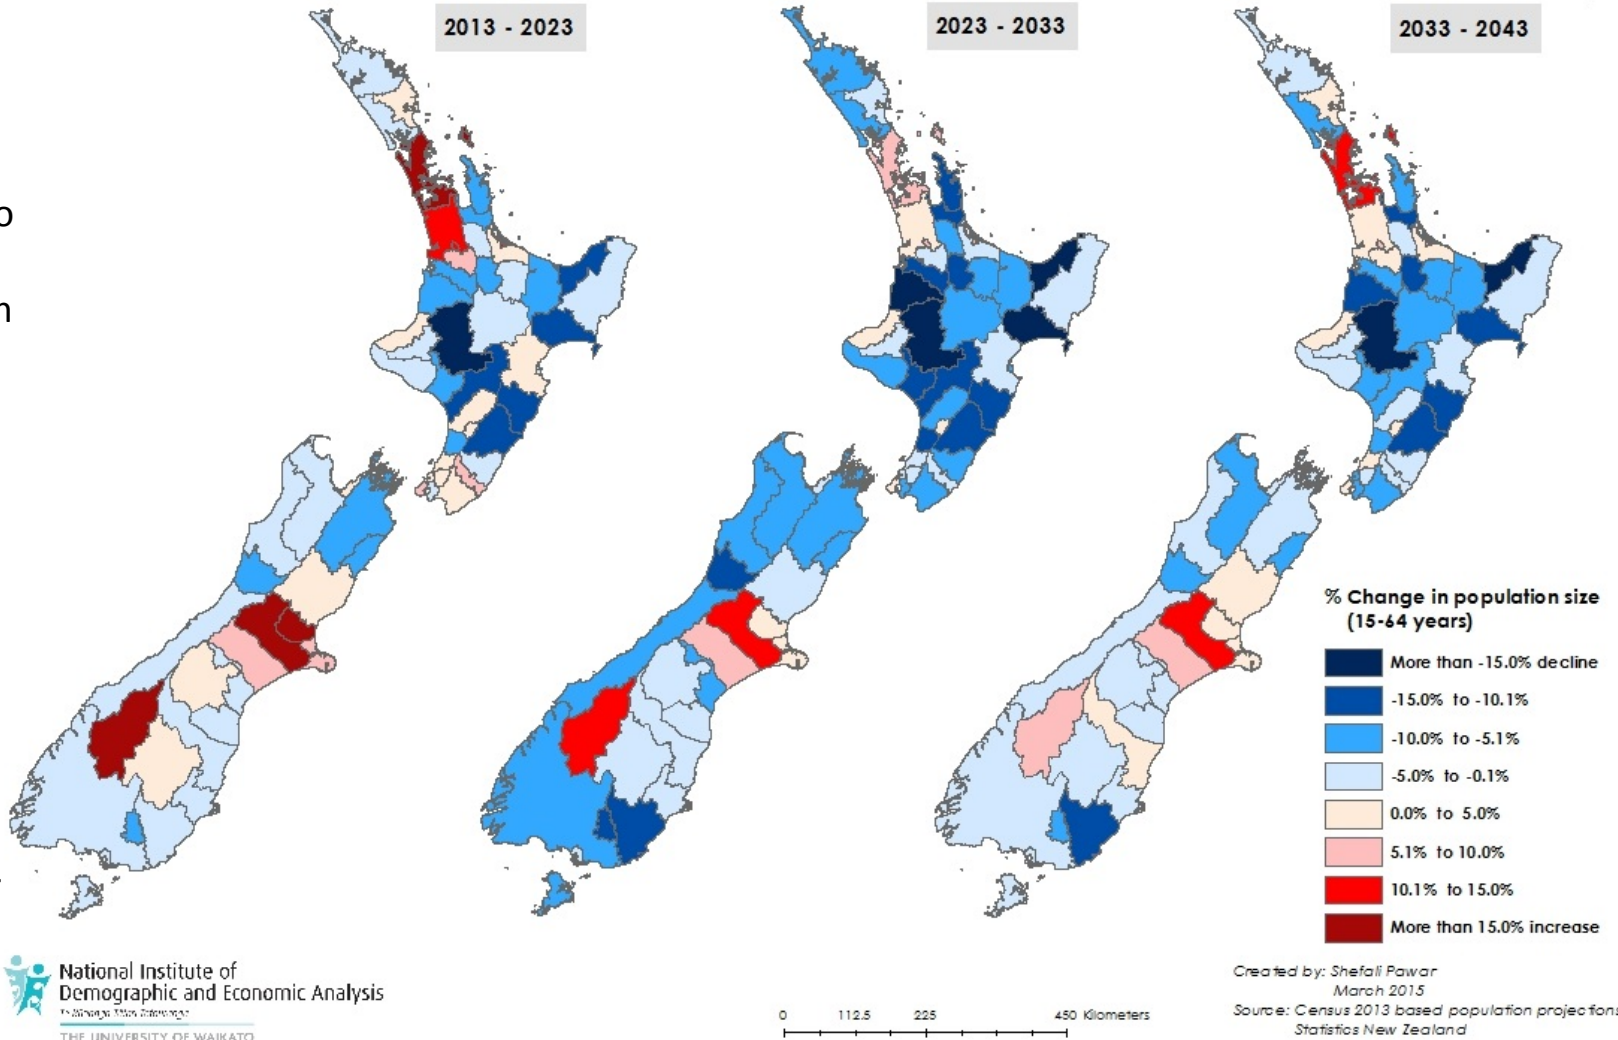 2013 - 2023
2023 - 2033
2033 - 2043
o
n
% Change in population size
(15-64 years)
More than -15.0% decline
-15.0% to -10.1%
-10.0% to -5.1%
-5.0% to -0.1%
0.0% to 5.0%
5.1% to 10.0%
10.1% to 15.0%
More than 15.0% increase
National Institute of
Demographic and Economic Analysis
THE UNIVERSITY OF WAIKATO
0 112.5 225 450 Kilometers
Created by: Shefali Pawar
March 2015
Source: Census 2013 based population projections
Statistics New Zealand